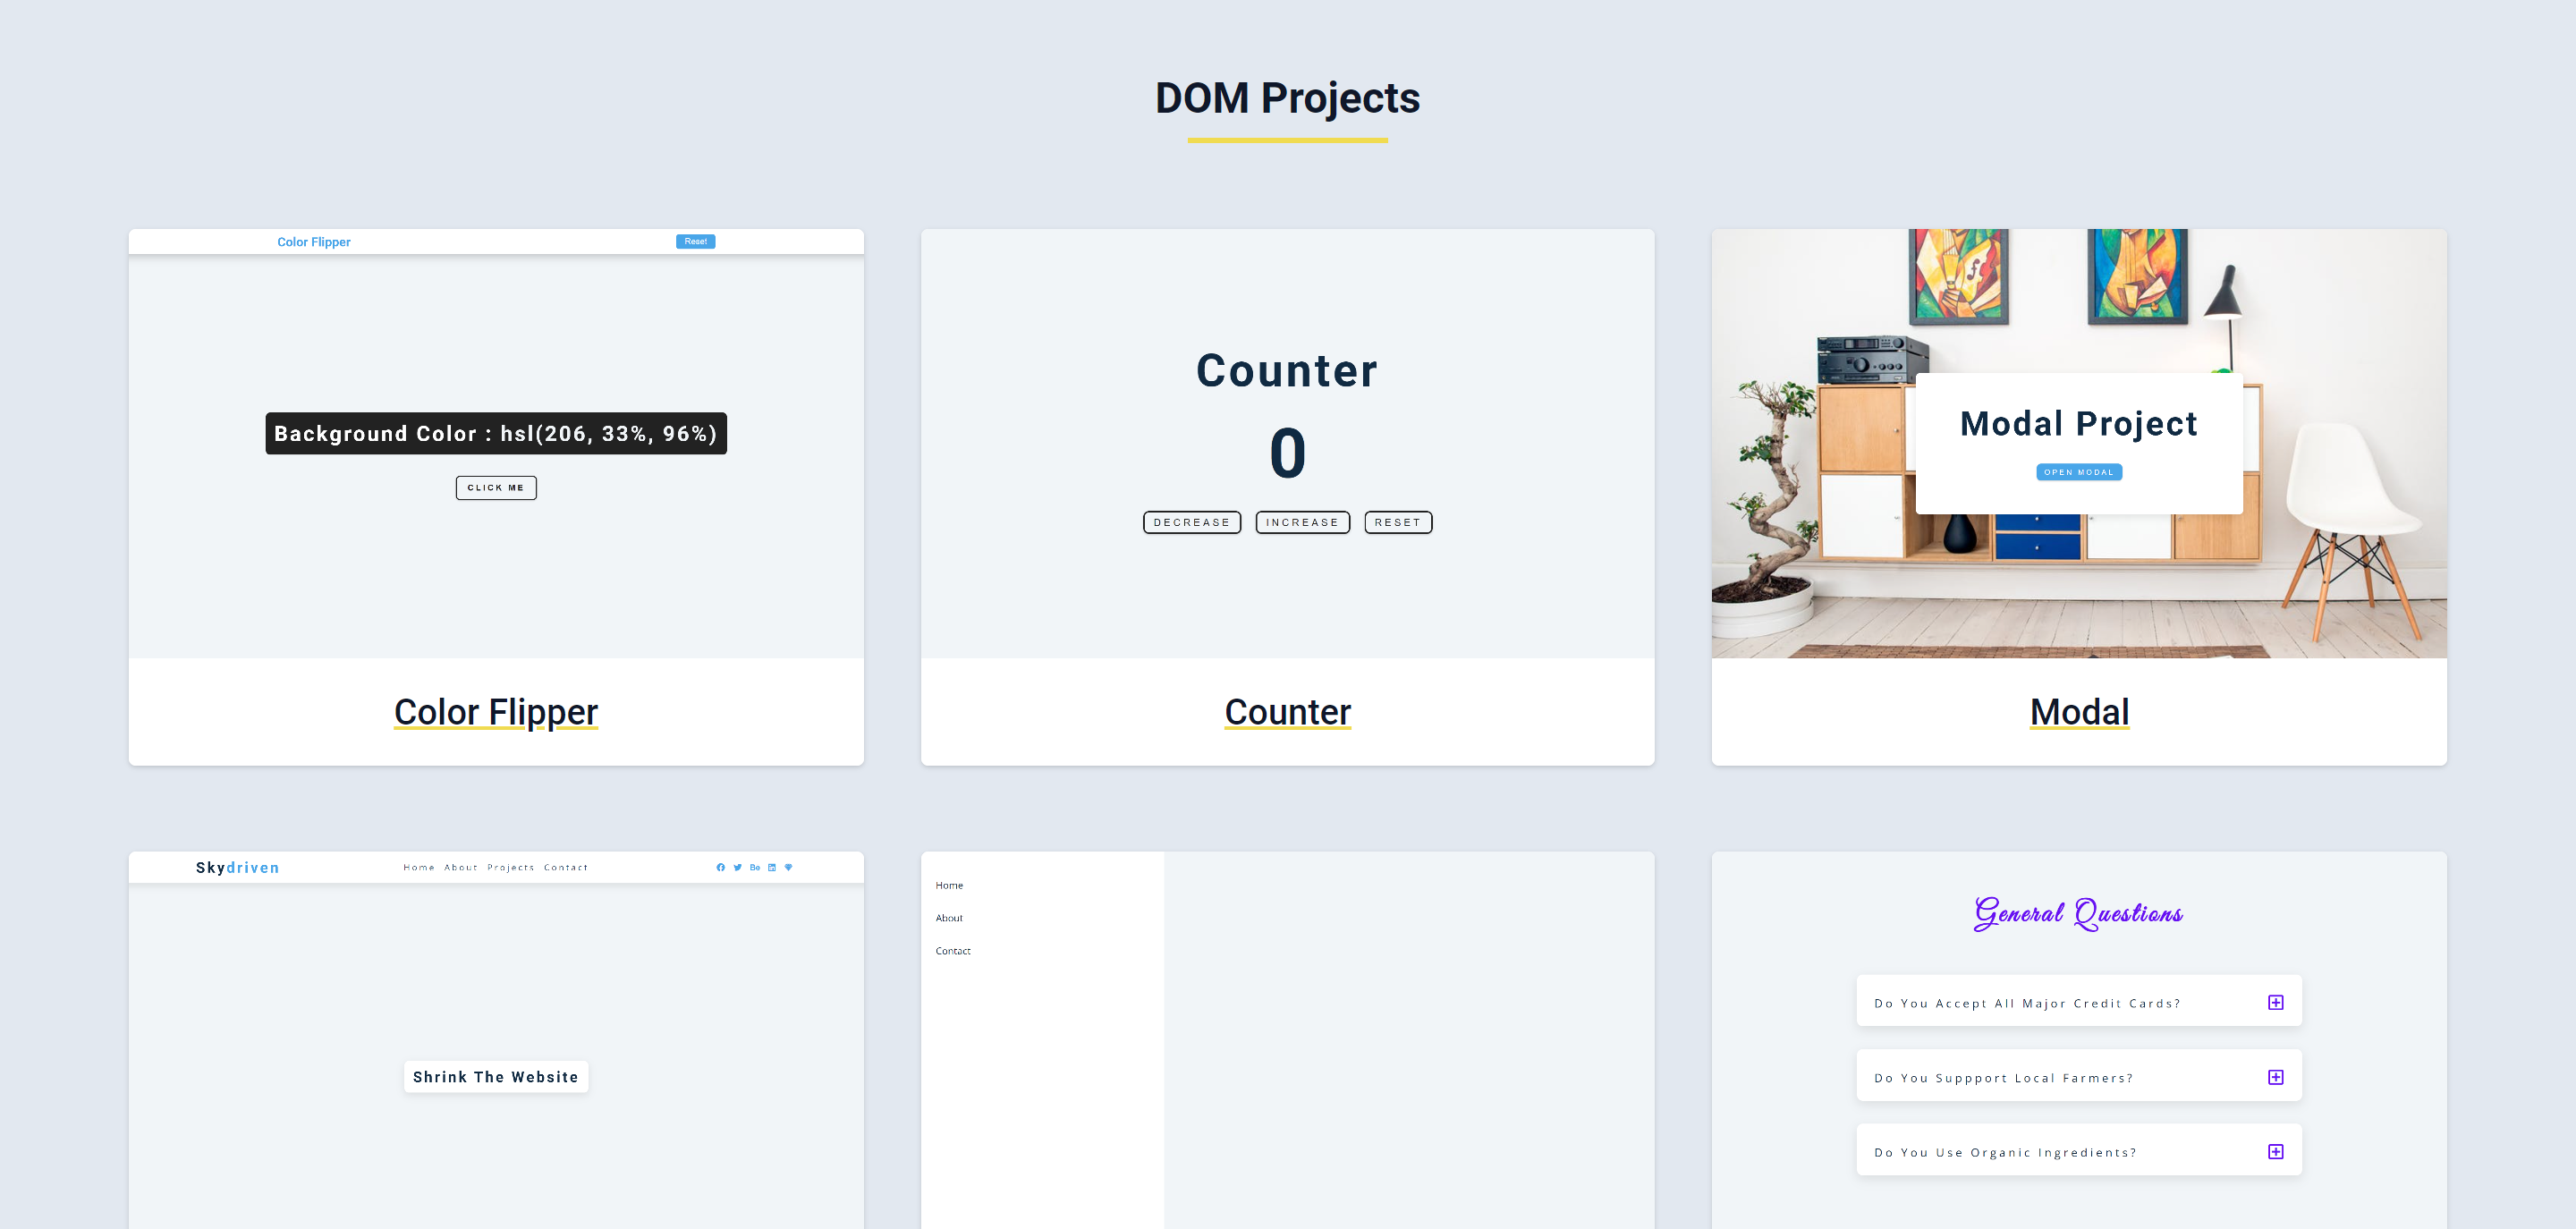 DOM Projects
Color Flipper
Reset
Background Color : hsl(206, 33%, 96%)
CLICK ME
Color Flipper
Counter
0
DECREASE INCREASE RESET
Counter
Modal Project
OPEN MODAL
Modal
Skydriven
Home About Projects Contact
Shrink The Website
Home
About
Contact
General Questions
Do You Accept All Major Credit Cards?
Do You Suppport Local Farmers?
Do You Use Organic Ingredients?